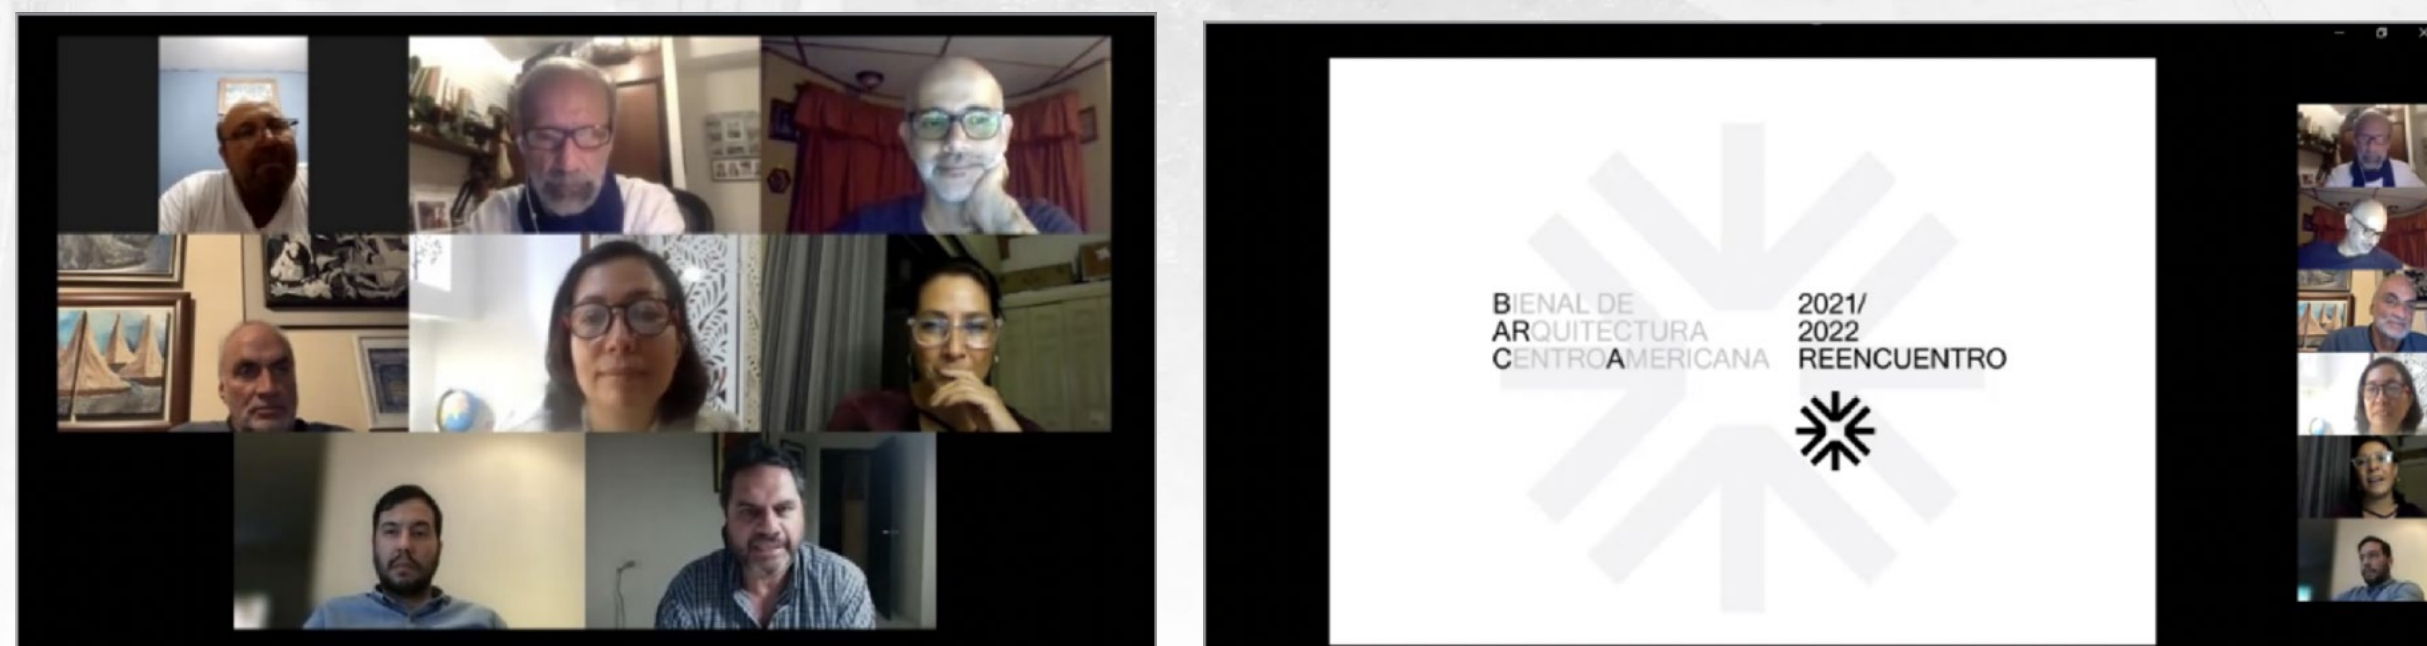 BIENAL DE
ARQUITECTURA
CENTROAMERICANA
2021/
2022
REENCUENTRO